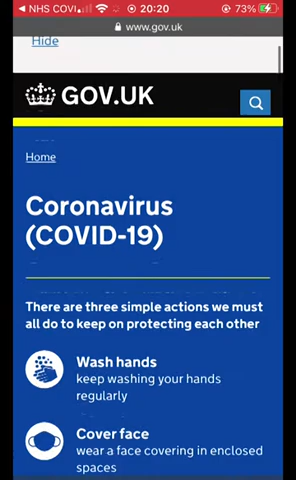 NHS COVI 20:20 73%
www.gov.uk
Hide
GOV.UK
Home
Coronavirus
(COVID-19)
There are three simple actions we must
all do to keep on protecting each other
Wash hands
keep washing your hands
regularly
Cover face
wear a face covering in enclosed
spaces